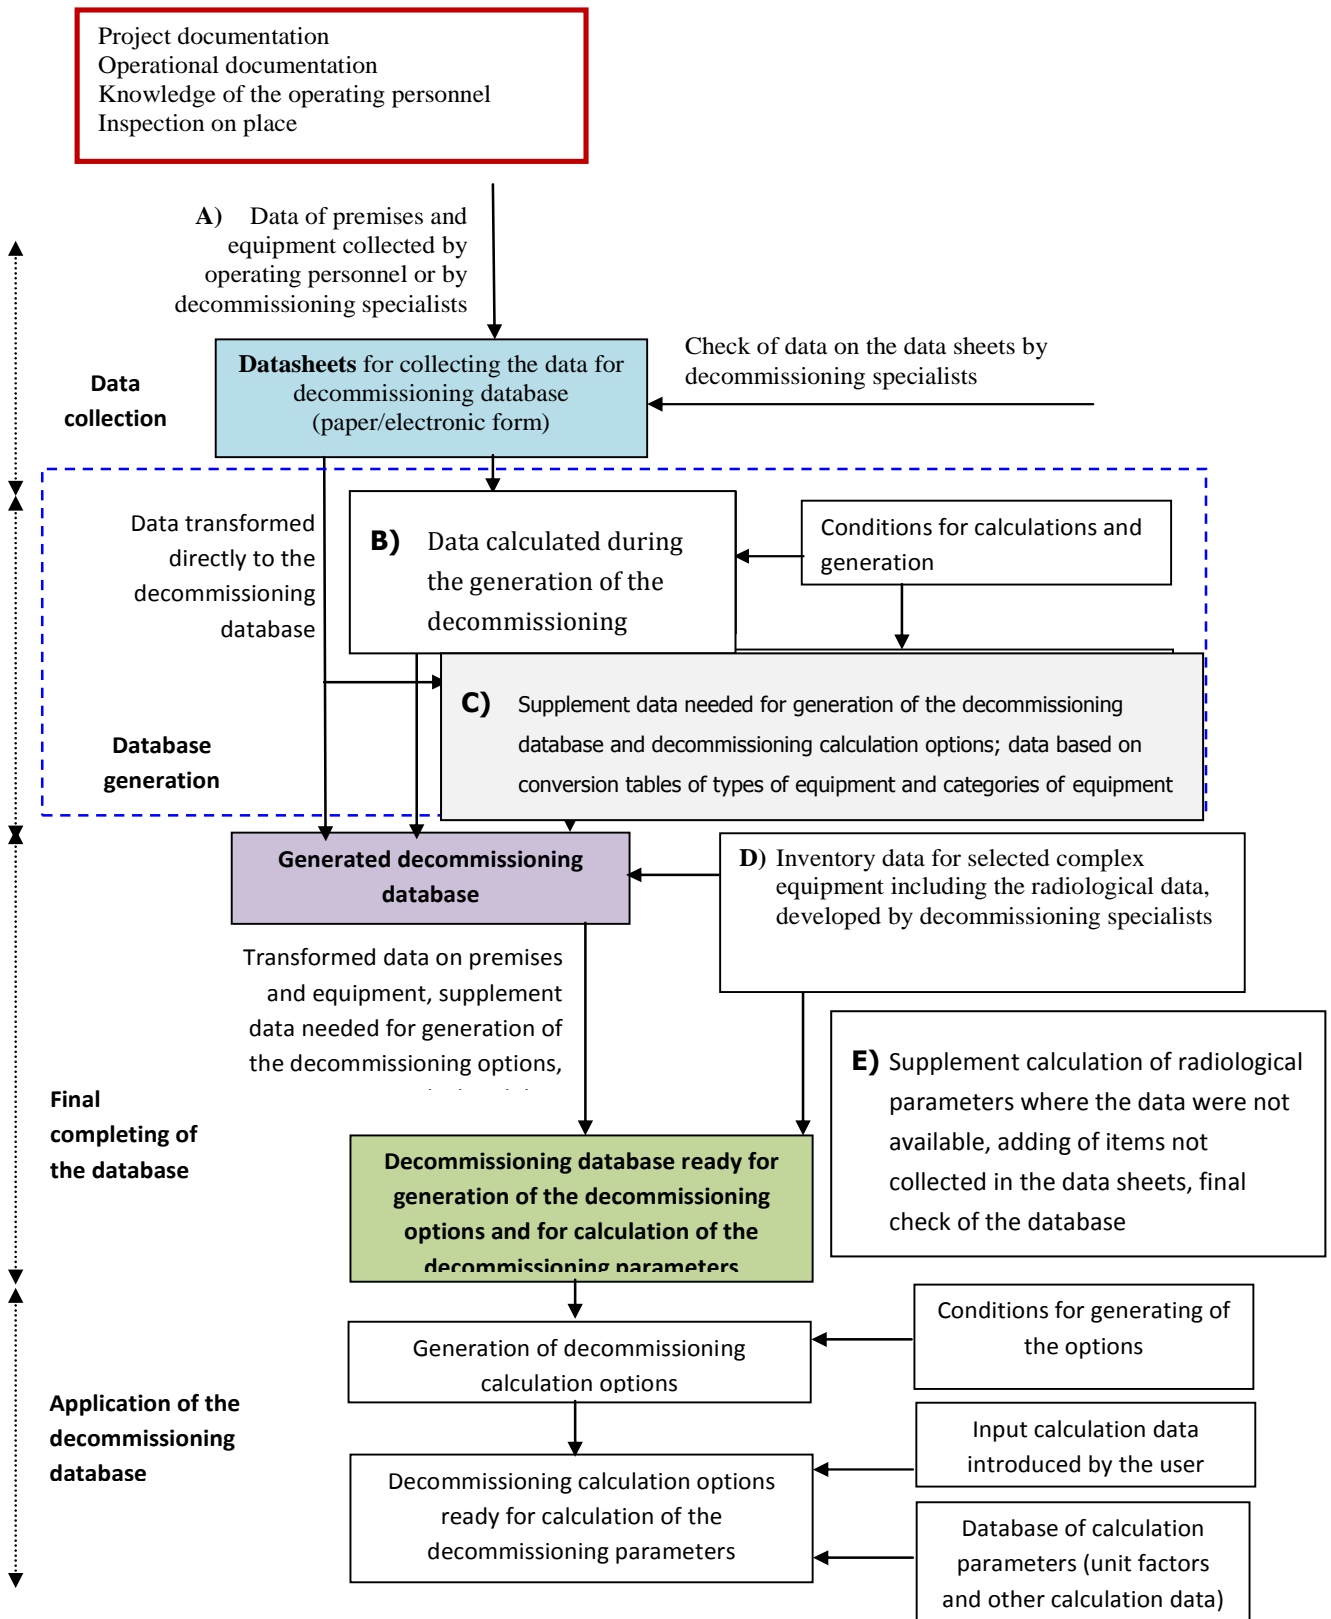 Project documentation
Operational documentation
Knowledge of the operating personnel
Inspection on place
A) Data of premises and
equipment collected by
operating personnel or by
decommissioning specialists
Datasheets for collecting the data for
decommissioning database
(paper/electronic form)
Check of data on the data sheets by
decommissioning specialists
Data
collection
Data transformed
directly to the
decommissioning
database
B) Data calculated during
the generation of the
decommissioning
Conditions for calculations and
generation
C) Supplement data needed for generation of the decommissioning
database and decommissioning calculation options; data based on
conversion tables of types of equipment and categories of equipment
Database
generation
Generated decommissioning
database
D) Inventory data for selected complex
equipment including the radiological data,
developed by decommissioning specialists
Transformed data on premises
and equipment, supplement
data needed for generation of
the decommissioning options,
E) Supplement calculation of radiological
parameters where the data were not
available, adding of items not
collected in the data sheets, final
check of the database
Final
completing of
the database
Decommissioning database ready for
generation of the decommissioning
options and for calculation of the
decommissioning parameters
Generation of decommissioning
calculation options
Conditions for generating of
the options
Application of the
decommissioning
database
Input calculation data
introduced by the user
Decommissioning calculation options
ready for calculation of the
decommissioning parameters
Database of calculation
parameters (unit factors
and other calculation data)